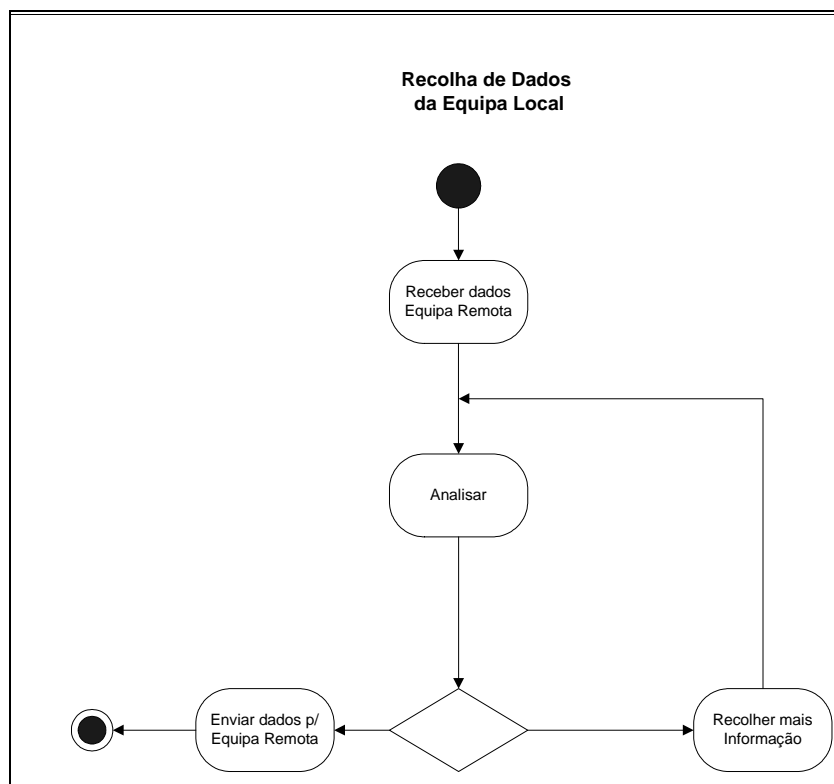 Recolha de Dados
da Equipa Local
Receber dados
Equipa Remota
Analisar
Enviar dados p/
Equipa Remota
Recolher mais
Informação